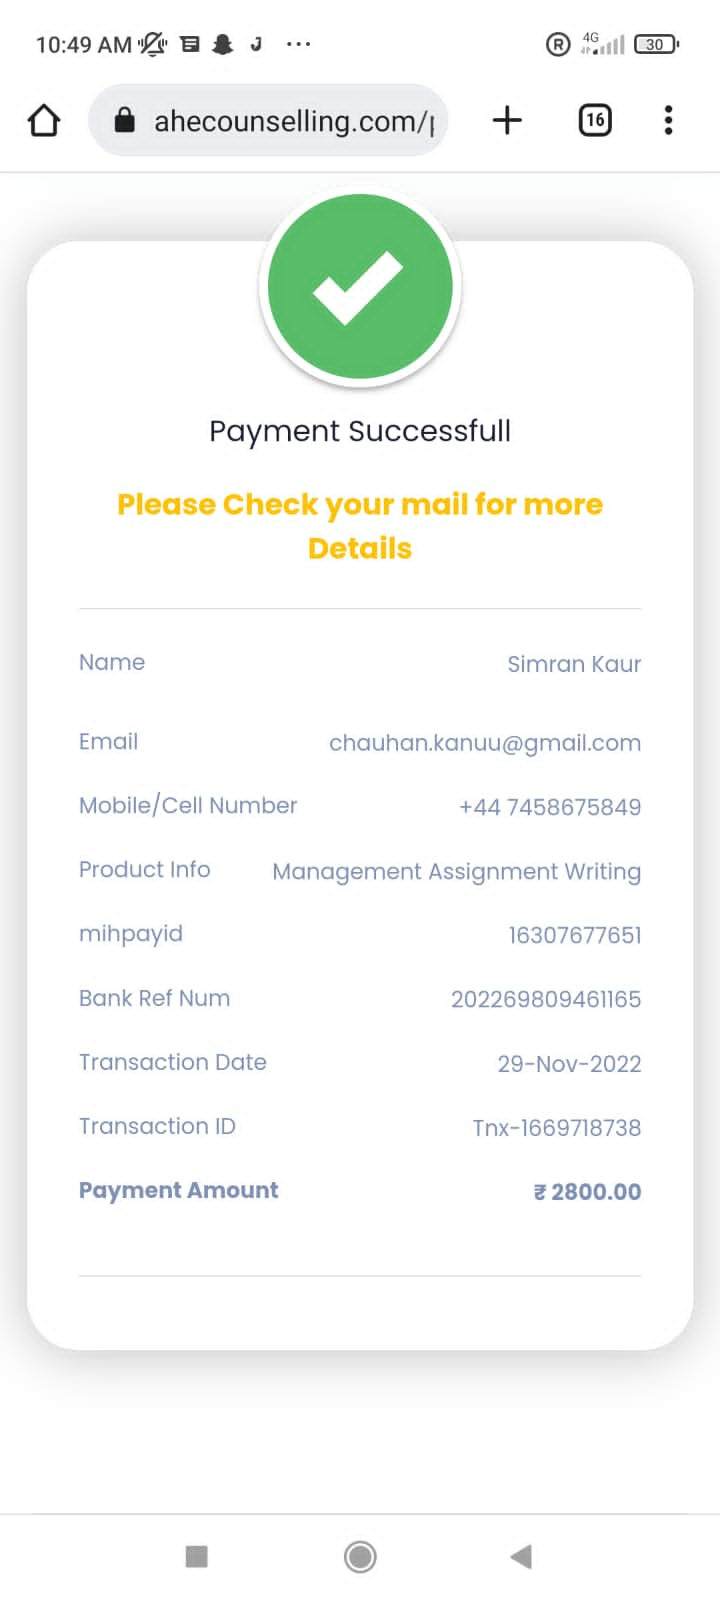 10:49 AM
4G
30
ahecounselling.com/
16
Payment Successfull
Please Check your mail for more
Details
Name Simran Kaur
Email chauhan.kanuu@gmail.com
Mobile/Cell Number +44 7458675849
Product Info Management Assignment Writing
mihpayid 16307677651
Bank Ref Num 202269809461165
Transaction Date 29-Nov-2022
Transaction ID Tnx-1669718738
Payment Amount ₹ 2800.00